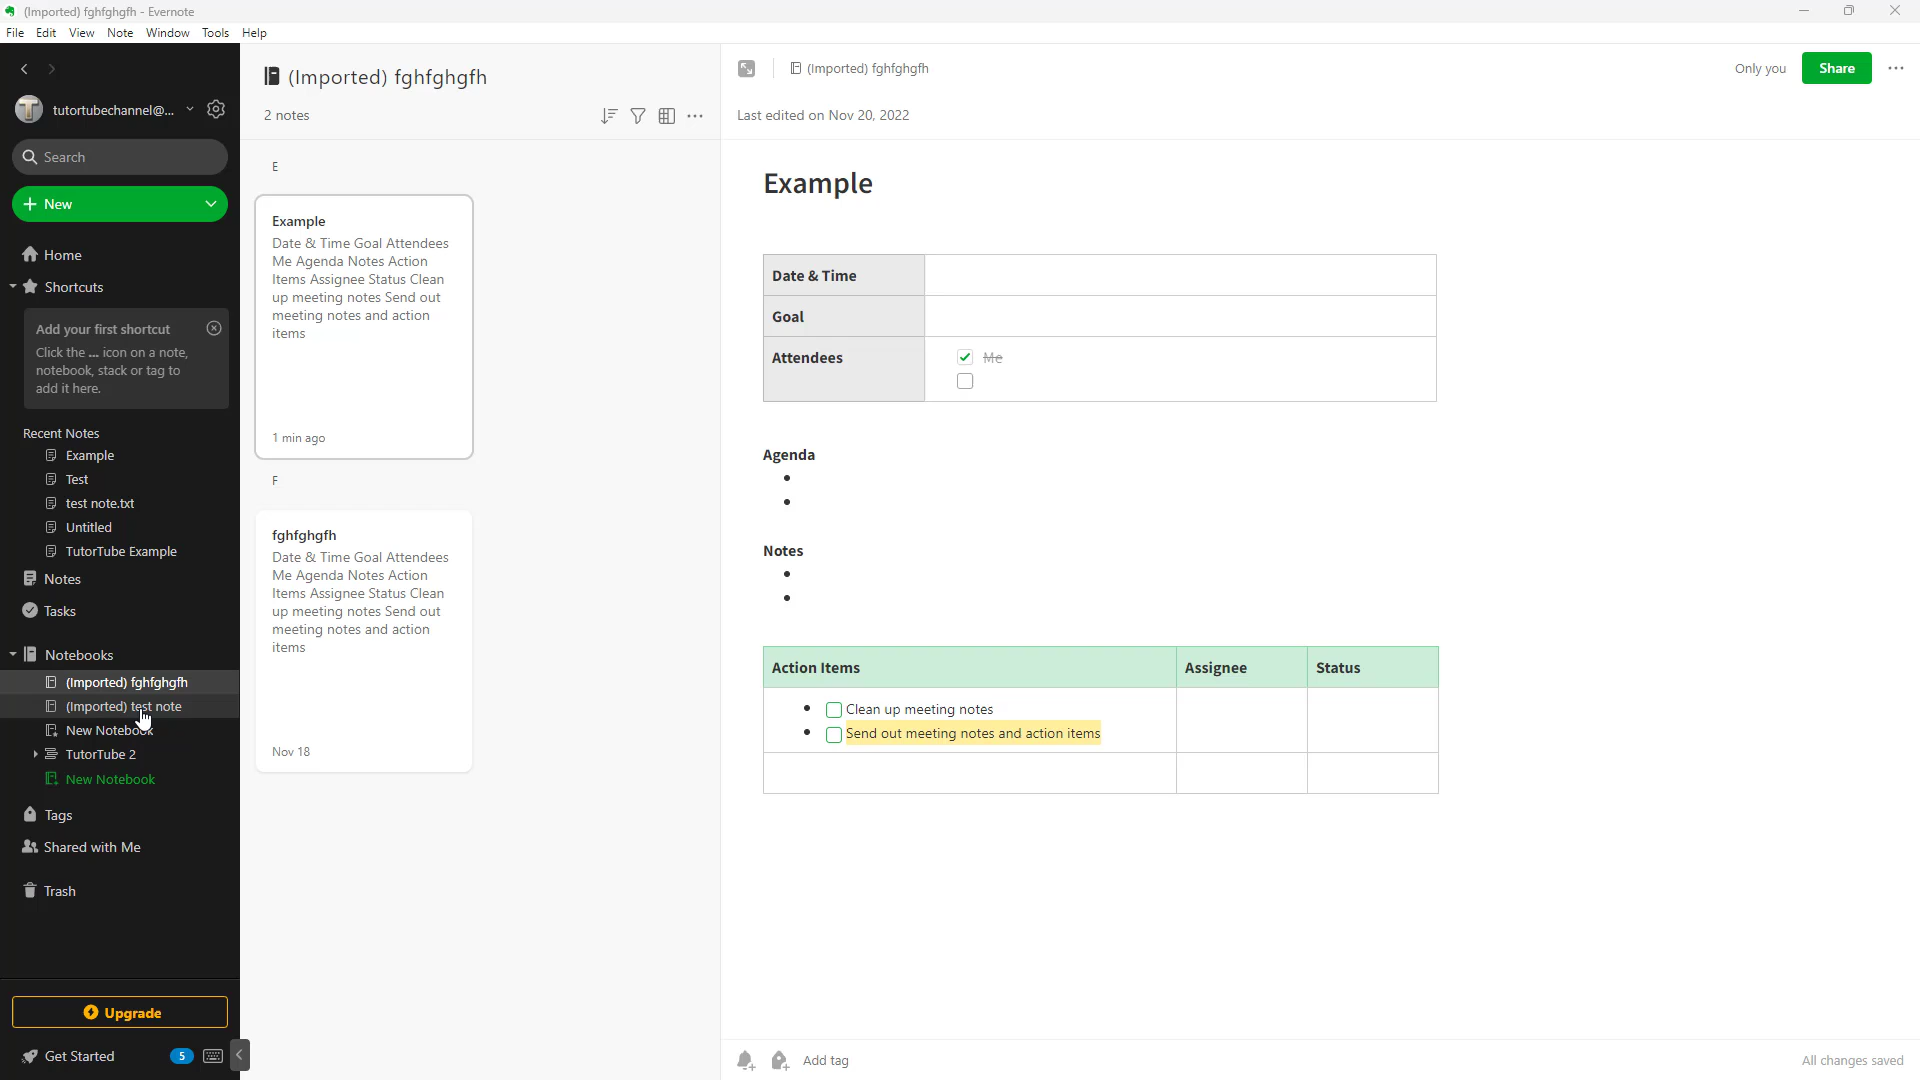 (Imported) fghfghgfh - Evernote
File Edit View Note Window Tools Help
tutortubechannel@...
Search
New
Home
Shortcuts
Add your first shortcut
Click the ... icon on a note,
notebook, stack or tag to
add it here.
Recent Notes
Example
Test
test note.txt
Untitled
TutorTube Example
Notes
Tasks
Notebooks
(Imported) fghfghgfh
(Imported) test note
New Notebook
TutorTube 2
New Notebook
Tags
Shared with Me
Trash
Upgrade
Get Started 5
(Imported) fghfghgfh
2 notes
E
Example
Date & Time Goal Attendees
Me Agenda Notes Action
Items Assignee Status Clean
up meeting notes Send out
meeting notes and action
items
1 min ago
F
fghfghgfh
Date & Time Goal Attendees
Me Agenda Notes Action
Items Assignee Status Clean
up meeting notes Send out
meeting notes and action
items
Nov 18
(Imported) fghfghgfh
Only you Share
Last edited on Nov 20, 2022
Example
Date & Time
Goal
Attendees Me
Agenda
Notes
Action Items Assignee Status
Clean up meeting notes
Send out meeting notes and action items
Add tag
All changes saved